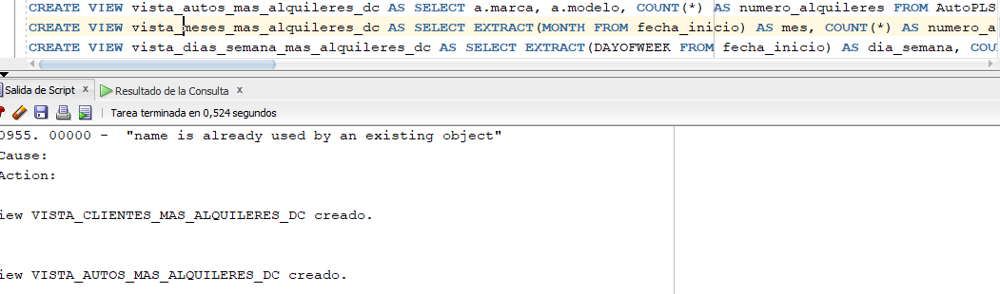 CREATE VIEW vista_autos_mas_alquileres_dc AS SELECT a.marca, a.modelo, COUNT(*) AS numero_alquileres FROM AutoPLS
CREATE VIEW vista_meses_mas_alquileres_dc AS SELECT EXTRACT(MONTH FROM fecha_inicio) AS mes, COUNT(*) AS numero_a
CREATE VIEW vista_dias_semana_mas_alquileres_dc AS SELECT EXTRACT(DAYOFWEEK FROM fecha_inicio) AS dia_semana, COU
Salida de Script x Resultado de la Consulta x
Tarea terminada en 0,524 segundos
0955. 00000 - "name is already used by an existing object"
Cause:
Action:
iew VISTA_CLIENTES_MAS_ALQUILERES_DC creado.
iew VISTA_AUTOS_MAS_ALQUILERES_DC creado.